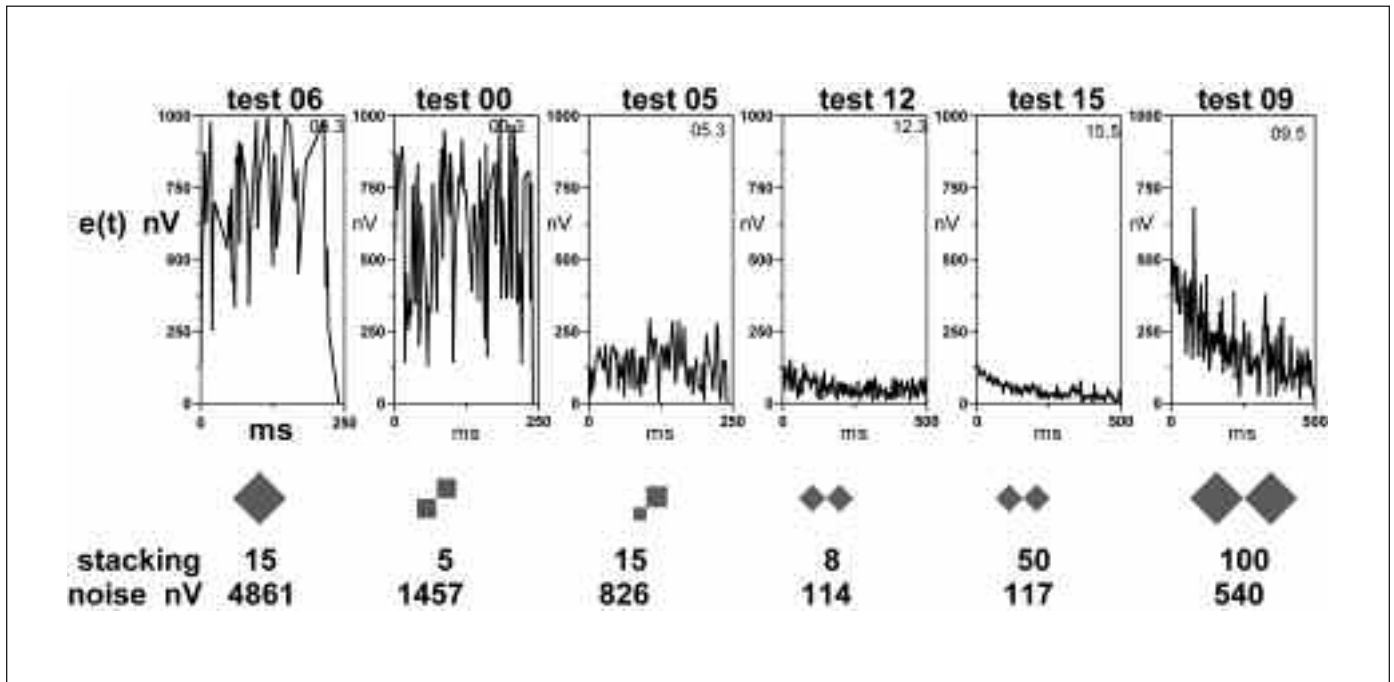 test 06 test 00 test 05 test 12 test 15 test 09
1000 1000 1000 1000 1000 1000
05.3 12.3 15.5 09.5
750 750 750 750 750 750
e(t) nV nV nV nV nV nV
500 500 500 500 500 500
250 250 250 250 250 250
0 0 0 0 0 0
0 250 0 250 0 250 0 500 0 500 0 500
ms ms ms ms ms ms
stacking 15 5 15 8 50 100
noise nV 4861 1457 826 114 117 540